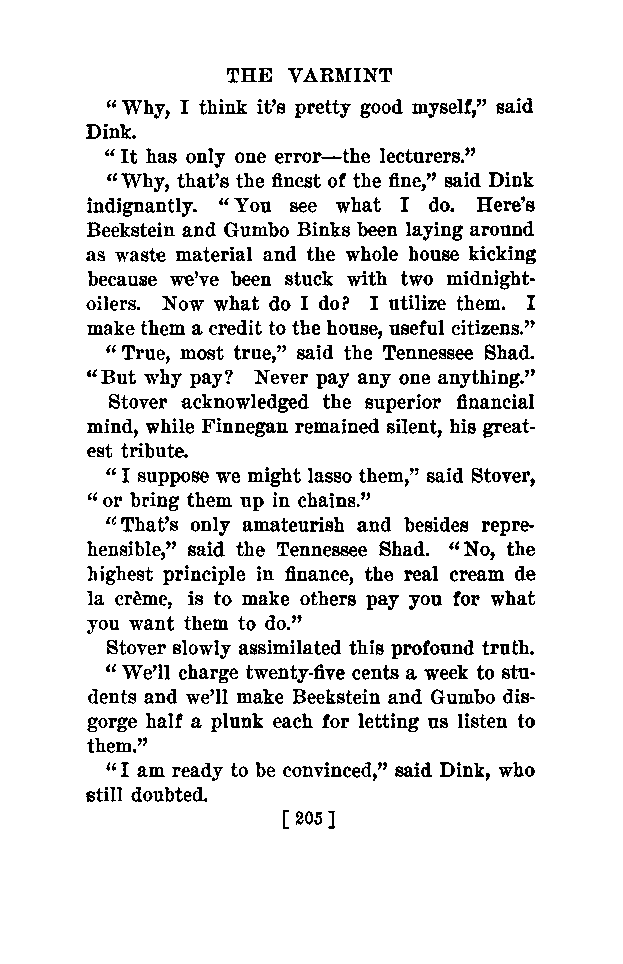 THE VARMINT
“Why, I think it’s pretty good myself,” said
Dink.
“It has only one error—the lecturers.”
“Why, that’s the finest of the fine,” said Dink
indignantly. “You see what I do. Here’s
Beekstein and Gumbo Binks been laying around
as waste material and the whole house kicking
because we’ve been stuck with two midnight-
oilers. Now what do I do? I utilize them. I
make them a credit to the house, useful citizens.”
“True, most true,” said the Tennessee Shad.
“But why pay? Never pay any one anything.”
Stover acknowledged the superior financial
mind, while Finnegan remained silent, his great-
est tribute.
“I suppose we might lasso them,” said Stover,
“or bring them up in chains.”
“That’s only amateurish and besides repre-
hensible,” said the Tennessee Shad. “No, the
highest principle in finance, the real cream de
la crème, is to make others pay you for what
you want them to do.”
Stover slowly assimilated this profound truth.
“We’ll charge twenty-five cents a week to stu-
dents and we’ll make Beekstein and Gumbo dis-
gorge half a plunk each for letting us listen to
them.”
“I am ready to be convinced,” said Dink, who
still doubted.
[ 205 ]